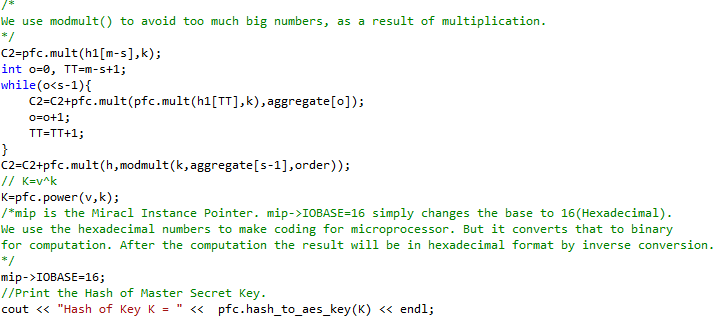 /*
We use modmult() to avoid too much big numbers, as a result of multiplication.
*/
C2=pfc.mult(h1[m-s],k);
int o=0, TT=m-s+1;
while(o<s-1){
    C2=C2+pfc.mult(pfc.mult(h1[TT],k),aggregate[o]);
    o=o+1;
    TT=TT+1;
}
C2=C2+pfc.mult(h,modmult(k,aggregate[s-1],order));
// K=v^k
K=pfc.power(v,k);
/*mip is the Miracl Instance Pointer. mip->IOBASE=16 simply changes the base to 16(Hexadecimal).
We use the hexadecimal numbers to make coding for microprocessor. But it converts that to binary
for computation. After the computation the result will be in hexadecimal format by inverse conversion.
*/
mip->IOBASE=16;
//Print the Hash of Master Secret Key.
cout << "Hash of Key K = " <<  pfc.hash_to_aes_key(K) << endl;